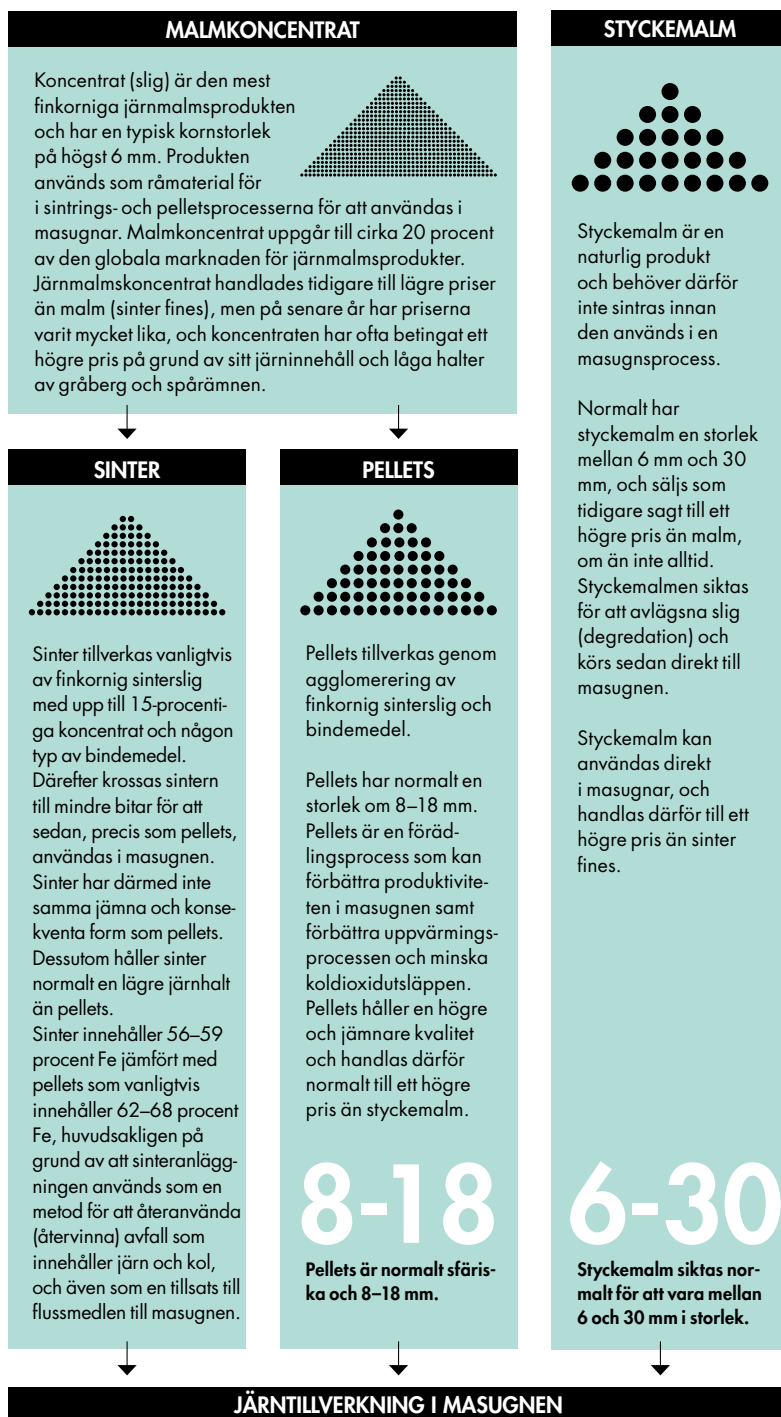 MALMKONCENTRAT
Koncentrat (slig) är den mest
finkorniga järnmalmsprodukten
och har en typisk kornstorlek
på högst 6 mm. Produkten
används som råmaterial för
i sintrings- och pelletsprocesserna för att användas i
masugnar. Malmkoncentrat uppgår till cirka 20 procent
av den globala marknaden för järnmalmsprodukter.
Järnmalmskoncentrat handlades tidigare till lägre priser
än malm (sinter fines), men på senare år har priserna
varit mycket lika, och koncentraten har ofta betingat ett
högre pris på grund av sitt järninnehåll och låga halter
av gråberg och spårämnen.
SINTER
Sinter tillverkas vanligtvis
av finkornig sinterslig
med upp till 15-procenti-
ga koncentrat och någon
typ av bindemedel.
Därefter krossas sintern
till mindre bitar för att
sedan, precis som pellets,
användas i masugnen.
Sinter har därmed inte
samma jämna och konse-
kventa form som pellets.
Dessutom håller sinter
normalt en lägre järnhalt
än pellets.
Sinter innehåller 56–59
procent Fe jämfört med
pellets som vanligtvis
innehåller 62–68 procent
Fe, huvudsakligen på
grund av att sinteranlägg-
ningen används som en
metod för att återanvända
(återvinna) avfall som
innehåller järn och kol,
och även som en tillsats till
flussmedlen till masugnen.
PELLETS
Pellets tillverkas genom
agglomerering av
finkornig sinterslig och
bindemedel.
Pellets har normalt en
storlek om 8–18 mm.
Pellets är en föräd-
lingsprocess som kan
förbättra produktivite-
ten i masugnen samt
förbättra uppvärmings-
processen och minska
koldioxidutsläppen.
Pellets håller en högre
och jämnare kvalitet
och handlas därför
normalt till ett högre
pris än styckemalm.
8-18
Pellets är normalt sfäris-
ka och 8–18 mm.
STYCKEMALM
Styckemalm är en
naturlig produkt
och behöver därför
inte sintras innan
den används i en
masugnsprocess.
Normalt har
styckemalm en storlek
mellan 6 mm och 30
mm, och säljs som
tidigare sagt till ett
högre pris än malm,
om än inte alltid.
Styckemalmen siktas
för att avlägsna slig
(degredation) och
körs sedan direkt till
masugnen.
Styckemalm kan
användas direkt
i masugnar, och
handlas därför till ett
högre pris än sinter
fines.
6-30
Styckemalm siktas nor-
malt för att vara mellan
6 och 30 mm i storlek.
JÄRNTILLVERKNING I MASUGNEN